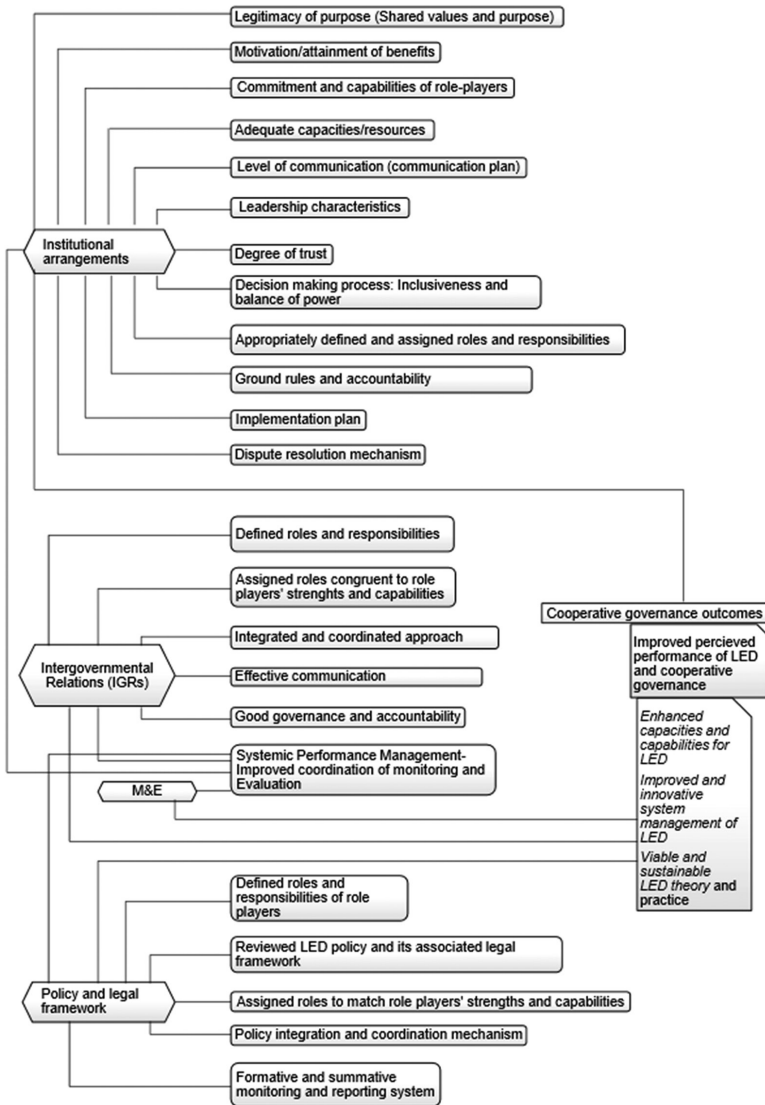 Legitimacy of purpose (Shared values and purpose)
Motivation/attainment of benefits
Commitment and capabilities of role-players
Adequate capacities/resources
Level of communication (communication plan)
Leadership characteristics
Institutional
arrangements
Degree of trust
Decision making process: Inclusiveness and
balance of power
Appropriately defined and assigned roles and responsibilities
Ground rules and accountability
Implementation plan
Dispute resolution mechanism
Defined roles and responsibilities
Assigned roles congruent to role
players' strenghts and capabilities
Integrated and coordinated approach
Intergovernmental
Relations (IGRs)
Effective communication
Good governance and accountability
Systemic Performance Management-
Improved coordination of monitoring and
Evaluation
M&E
Cooperative governance outcomes
Improved percieved
performance of LED
and cooperative
governance
Enhanced
capacities and
capabilities for
LED
Improved and
innovative
system
management of
LED
Viable and
sustainable
LED theory and
practice
Defined roles and
responsibilities of role
players
Reviewed LED policy and its associated legal
framework
Policy and legal
framework
Assigned roles to match role players' strengths and capabilities
Policy integration and coordination mechanism
Formative and summative
monitoring and reporting system